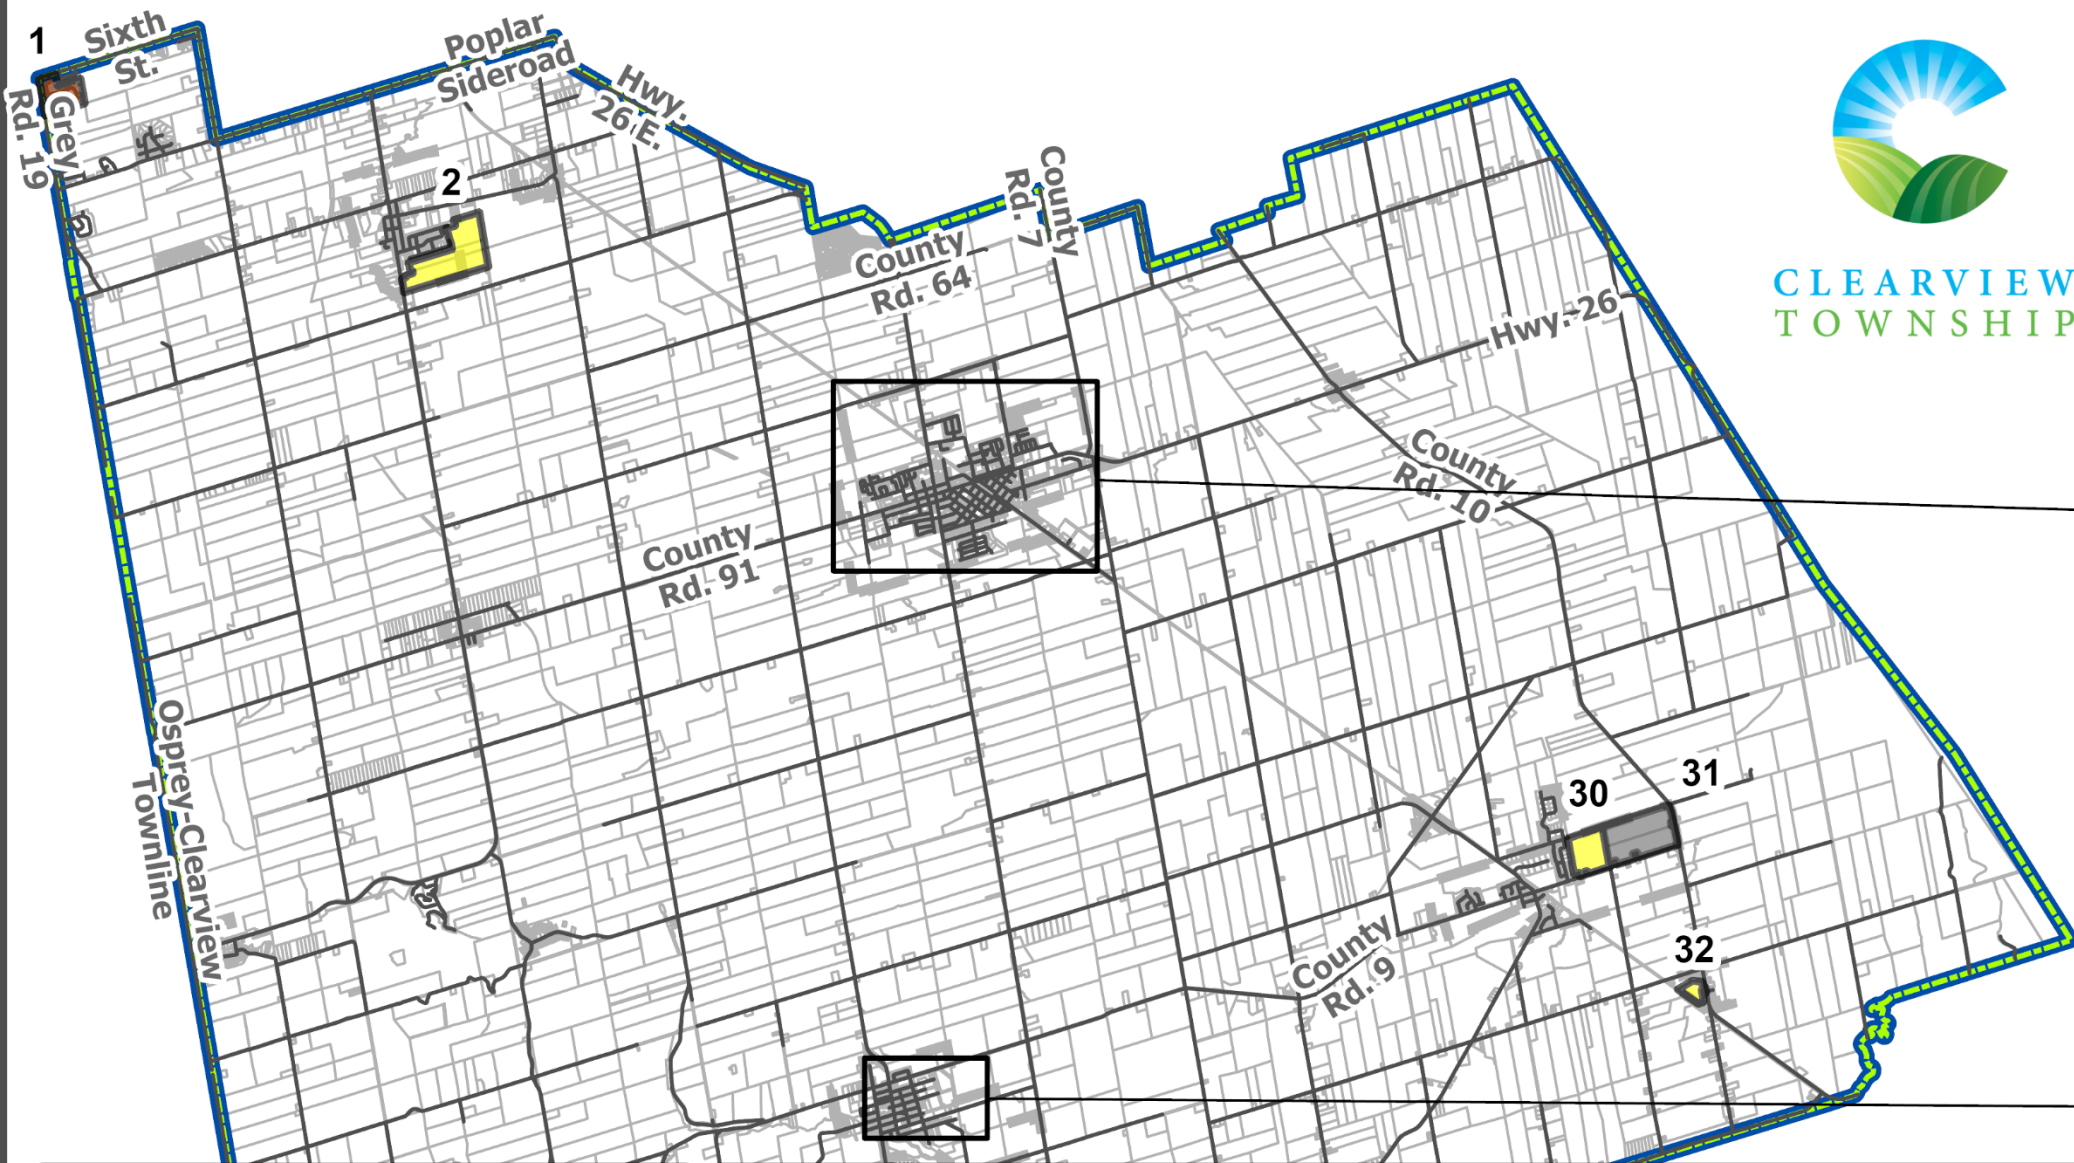 1
Sixth
St.
Grey
Rd. 19
Poplar
Sideroad
Hwy.
26 E.
2
County
Rd. 7
County
Rd. 64
Hwy. 26
CLEARVIEW
TOWNSHIP
County
Rd. 10
County
Rd. 91
Osprey-Clearview
Townline
30
31
County
Rd. 9
32